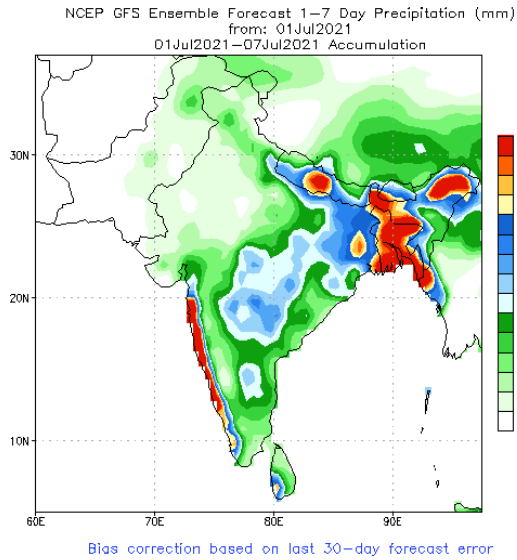 NCEP GFS Ensemble Forecast 1-7 Day Precipitation (mm)
from: 01Jul2021
01Jul2021-07Jul2021 Accumulation
30N
20N
10N
60E 70E 80E 90E
Bias correction based on last 30-day forecast error